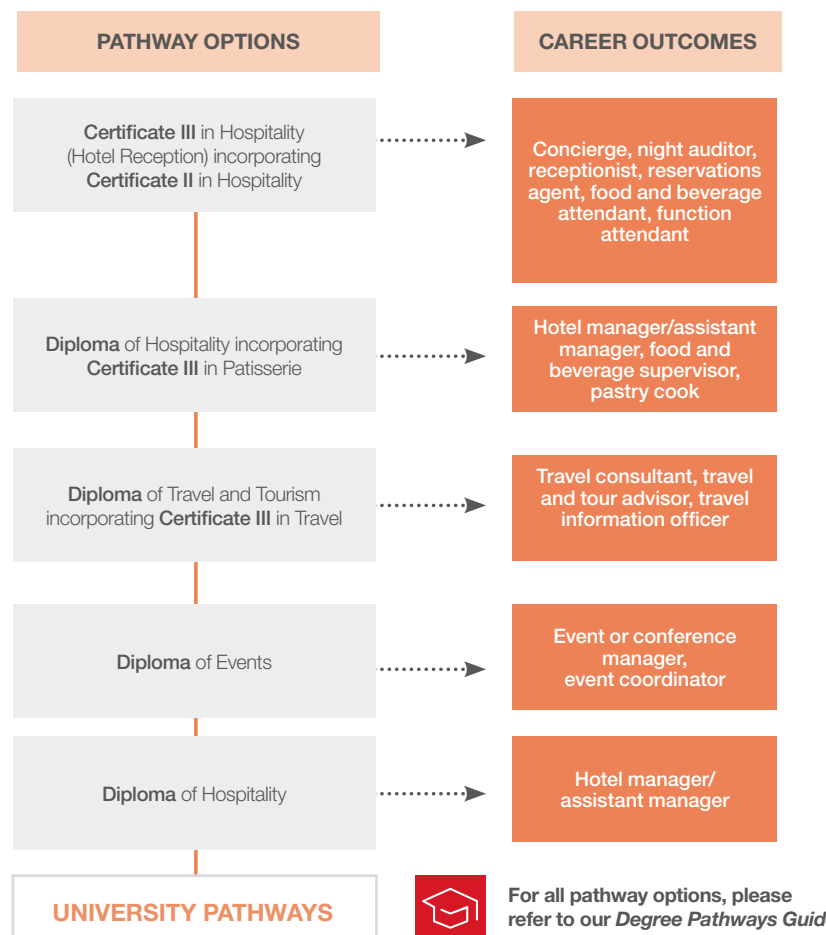 PATHWAY OPTIONS
CAREER OUTCOMES
Certificate III in Hospitality
(Hotel Reception) incorporating
Certificate II in Hospitality
Concierge, night auditor,
receptionist, reservations
agent, food and beverage
attendant, function
attendant
Diploma of Hospitality incorporating
Certificate III in Patisserie
Hotel manager/assistant
manager, food and
beverage supervisor,
pastry cook
Diploma of Travel and Tourism
incorporating Certificate III in Travel
Travel consultant, travel
and tour advisor, travel
information officer
Diploma of Events
Event or conference
manager,
event coordinator
Diploma of Hospitality
Hotel manager/
assistant manager
UNIVERSITY PATHWAYS
For all pathway options, please
refer to our Degree Pathways Guid